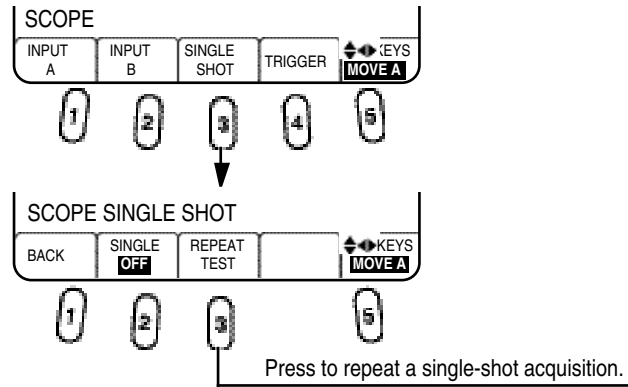 SCOPE
INPUT A
INPUT B
SINGLE SHOT
TRIGGER
KEYS MOVE A
1 2 3 4 5
SCOPE SINGLE SHOT
BACK
SINGLE OFF
REPEAT TEST
KEYS MOVE A
1 2 3 5
Press to repeat a single-shot acquisition.